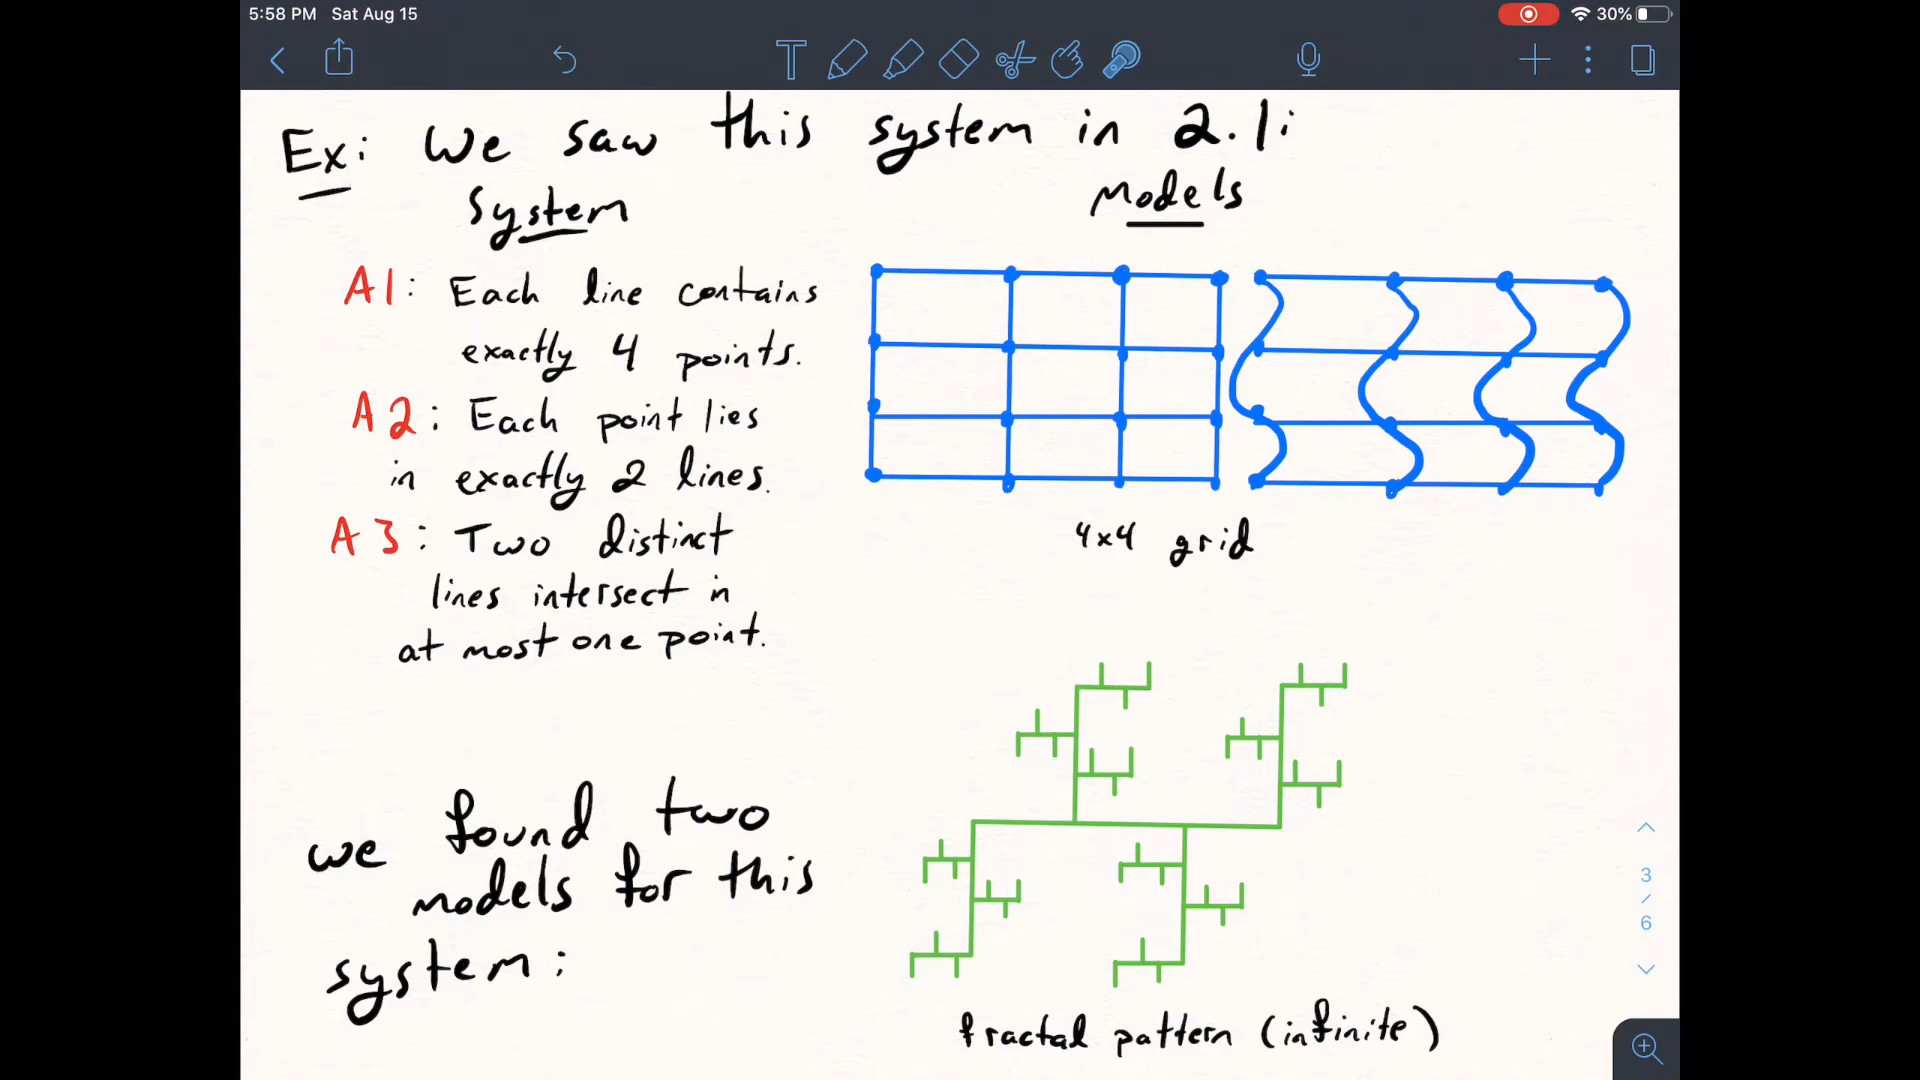 5:58 PM Sat Aug 15
30%
Ex: We saw this system in 2.1:
System
Models
A1: Each line contains
exactly 4 points.
A2: Each point lies
in exactly 2 lines.
A3: Two distinct
lines intersect in
at most one point.
4x4 grid
we found two
models for this
system:
fractal pattern (infinite)
3
/
6